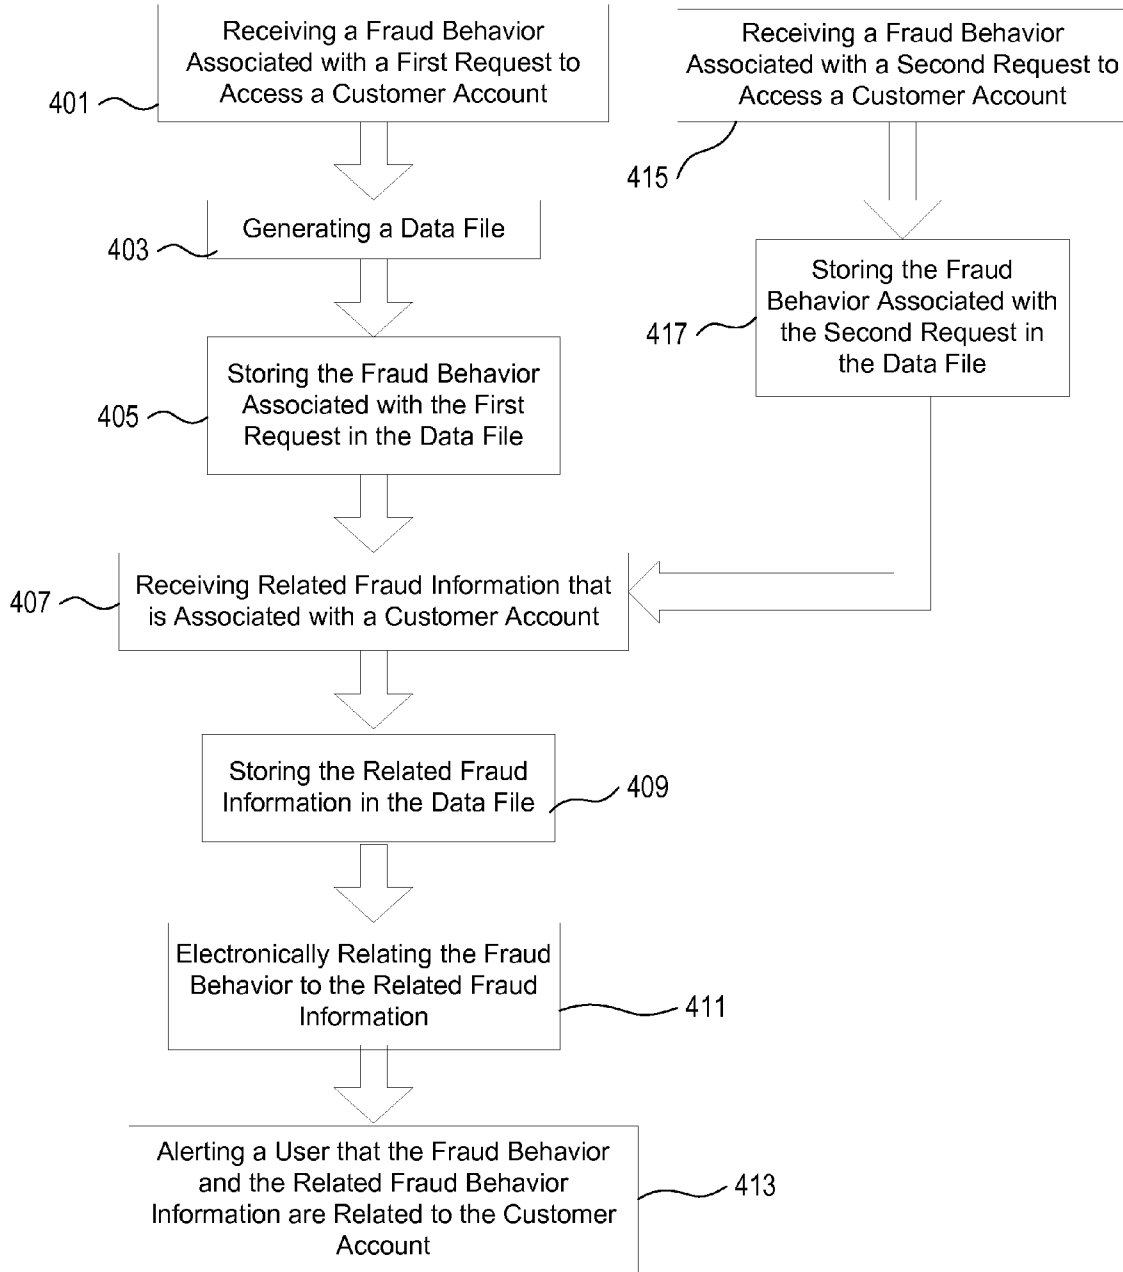 Receiving a Fraud Behavior
Associated with a First Request to
Access a Customer Account
401
Receiving a Fraud Behavior
Associated with a Second Request to
Access a Customer Account
415
Generating a Data File
403
Storing the Fraud
Behavior Associated with
the Second Request in
the Data File
417
Storing the Fraud Behavior
Associated with the First
Request in the Data File
405
Receiving Related Fraud Information that
is Associated with a Customer Account
407
Storing the Related Fraud
Information in the Data File
409
Electronically Relating the Fraud
Behavior to the Related Fraud
Information
411
Alerting a User that the Fraud Behavior
and the Related Fraud Behavior
Information are Related to the Customer
Account
413